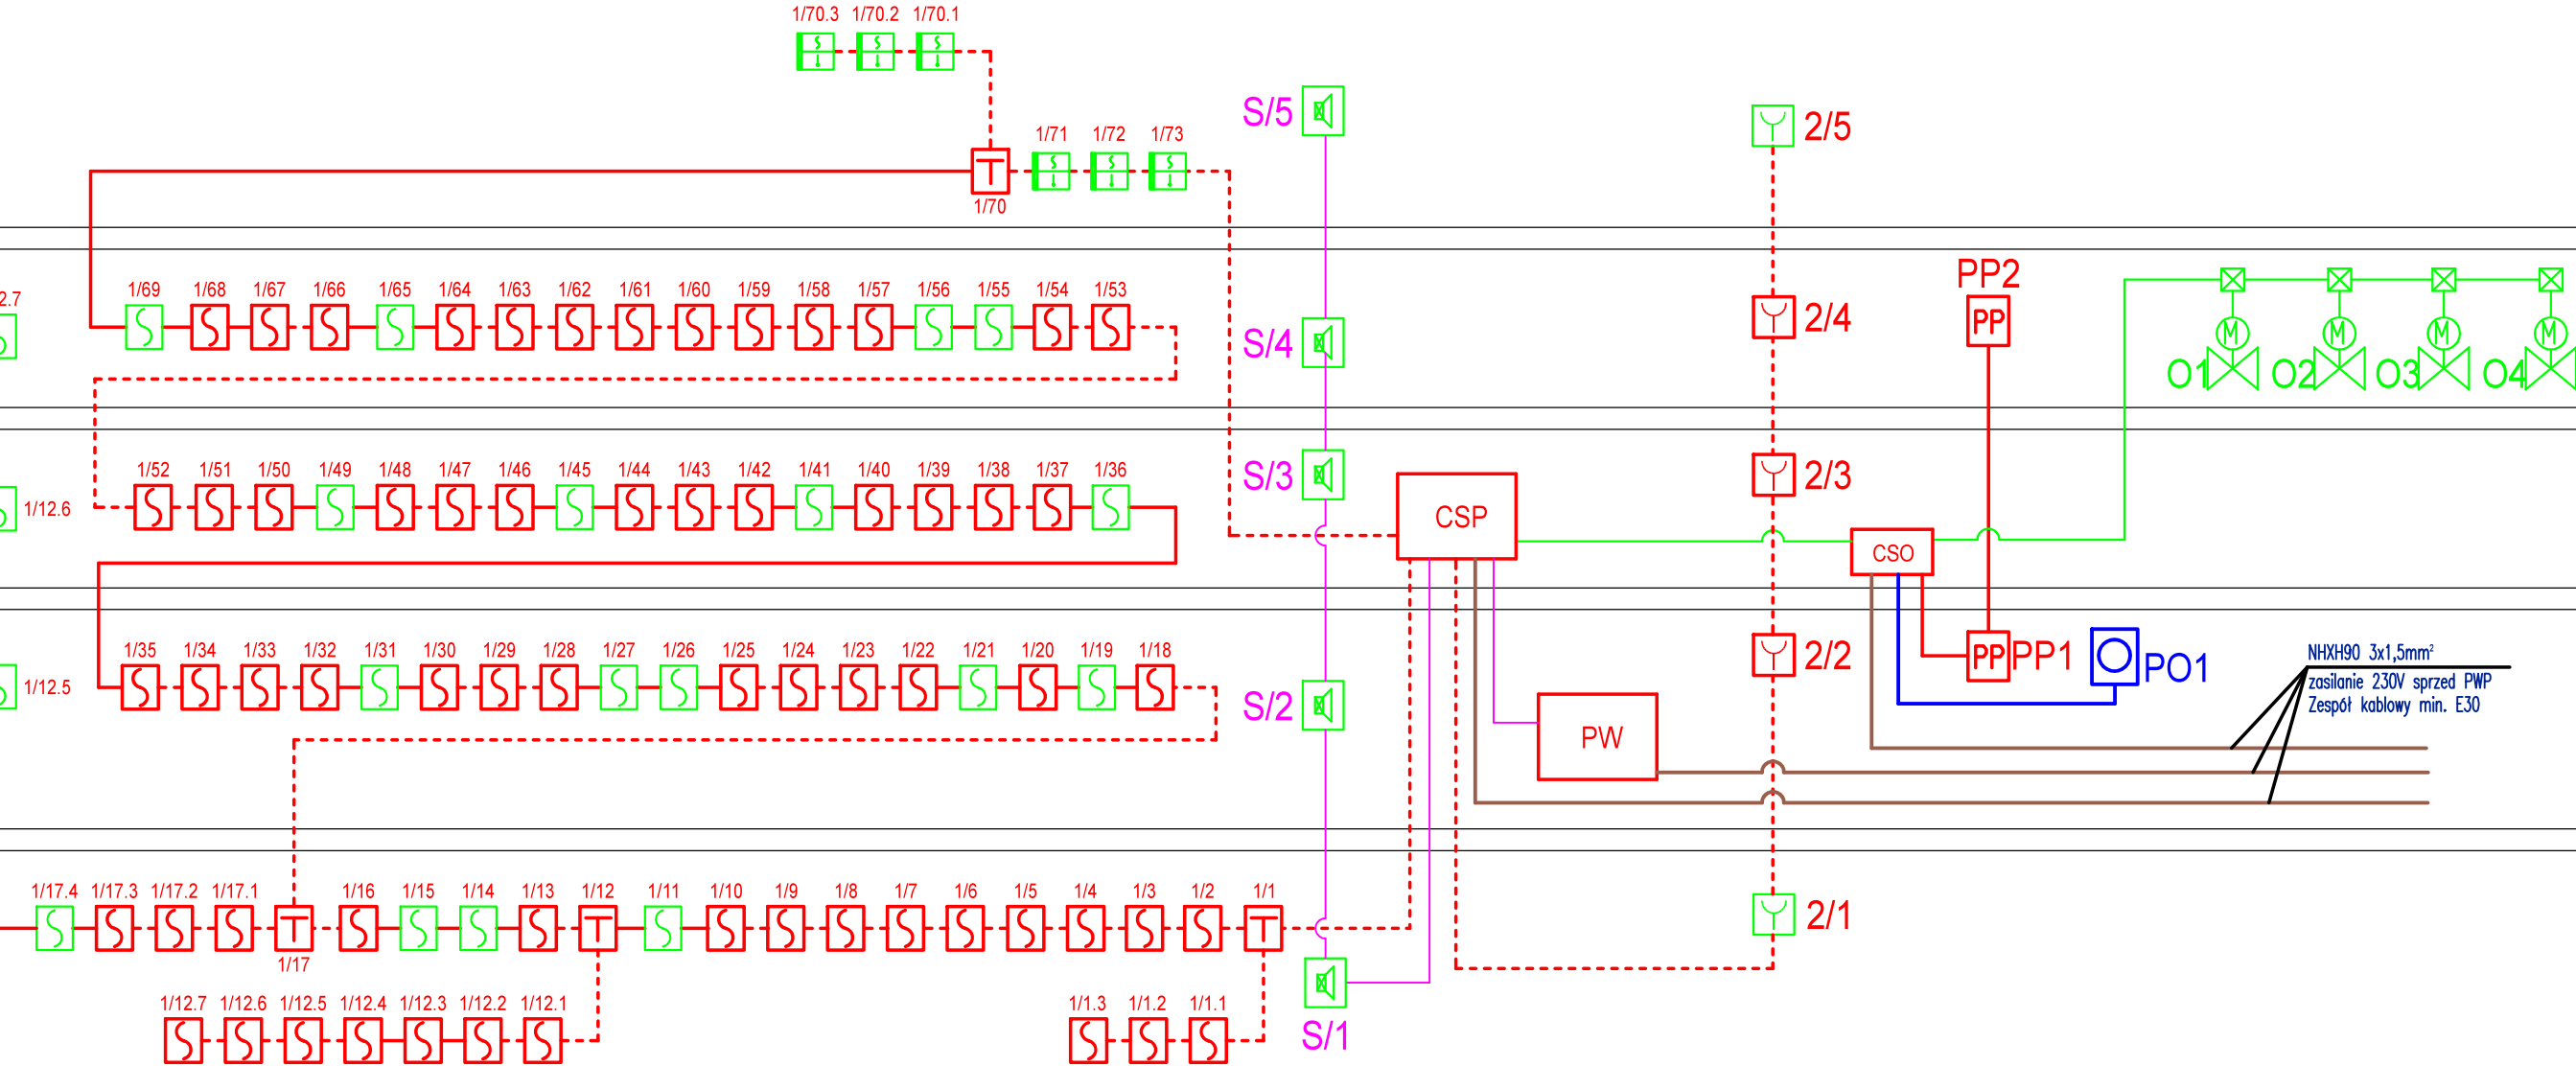 1/70.3 1/70.2 1/70.1
S/5
2/5
1/71 1/72 1/73
1/70
PP2
2.7
1/69 1/68 1/67 1/66 1/65 1/64 1/63 1/62 1/61 1/60 1/59 1/58 1/57 1/56 1/55 1/54 1/53
S/4
2/4
PP
M M M M
O1 O2 O3 O4
1/52 1/51 1/50 1/49 1/48 1/47 1/46 1/45 1/44 1/43 1/42 1/41 1/40 1/39 1/38 1/37 1/36
S/3
2/3
1/12.6
CSP
CSO
1/35 1/34 1/33 1/32 1/31 1/30 1/29 1/28 1/27 1/26 1/25 1/24 1/23 1/22 1/21 1/20 1/19 1/18
2/2
PP PP1
PO1
NHXH90 3x1,5mm²
zasilanie 230V sprzed PWP
Zespół kablowy min. E30
1/12.5
S/2
PW
1/17.4 1/17.3 1/17.2 1/17.1 1/16 1/15 1/14 1/13 1/12 1/11 1/10 1/9 1/8 1/7 1/6 1/5 1/4 1/3 1/2 1/1
T T T T
2/1
1/17
1/12.7 1/12.6 1/12.5 1/12.4 1/12.3 1/12.2 1/12.1
1/1.3 1/1.2 1/1.1
S/1